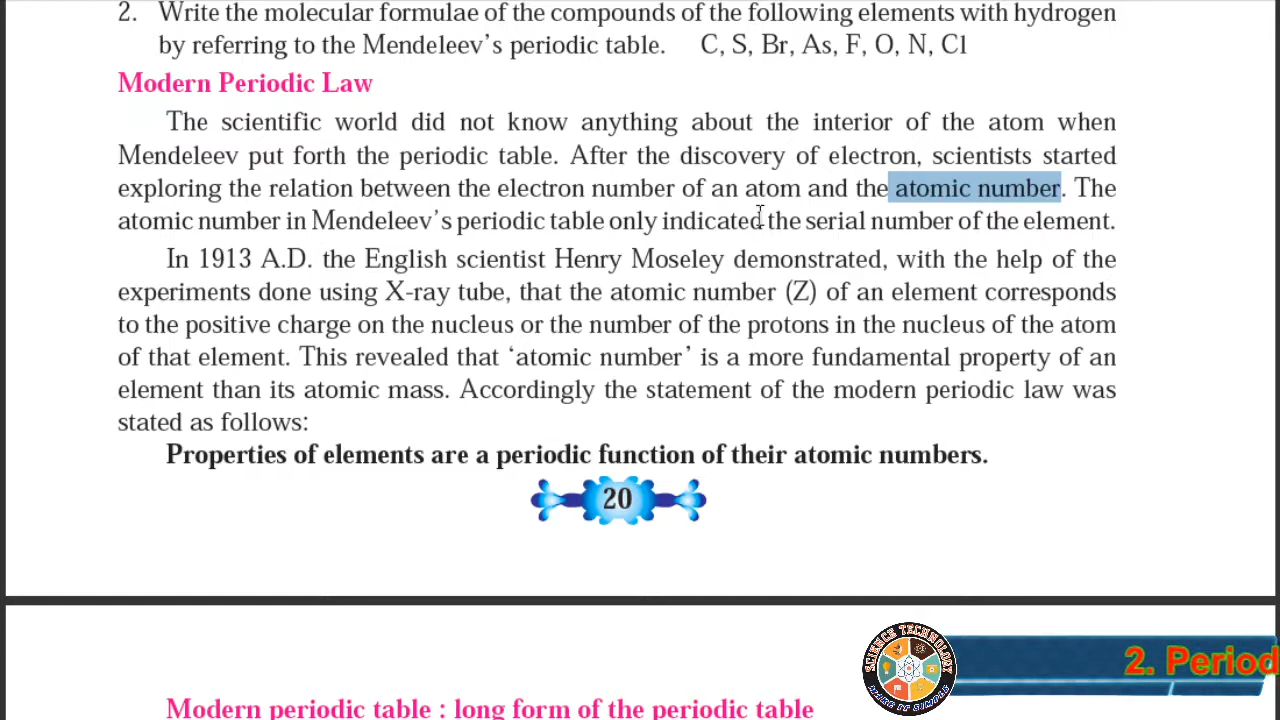 2. Write the molecular formulae of the compounds of the following elements with hydrogen
by referring to the Mendeleev's periodic table. C, S, Br, As, F, O, N, Cl
Modern Periodic Law
The scientific world did not know anything about the interior of the atom when
Mendeleev put forth the periodic table. After the discovery of electron, scientists started
exploring the relation between the electron number of an atom and the atomic number. The
atomic number in Mendeleev's periodic table only indicated the serial number of the element.
In 1913 A.D. the English scientist Henry Moseley demonstrated, with the help of the
experiments done using X-ray tube, that the atomic number (Z) of an element corresponds
to the positive charge on the nucleus or the number of the protons in the nucleus of the atom
of that element. This revealed that 'atomic number' is a more fundamental property of an
element than its atomic mass. Accordingly the statement of the modern periodic law was
stated as follows:
Properties of elements are a periodic function of their atomic numbers.
20
SCIENCE TECHNOLOGY
MAKE IT SIMPLE
2. Period
Modern periodic table : long form of the periodic table